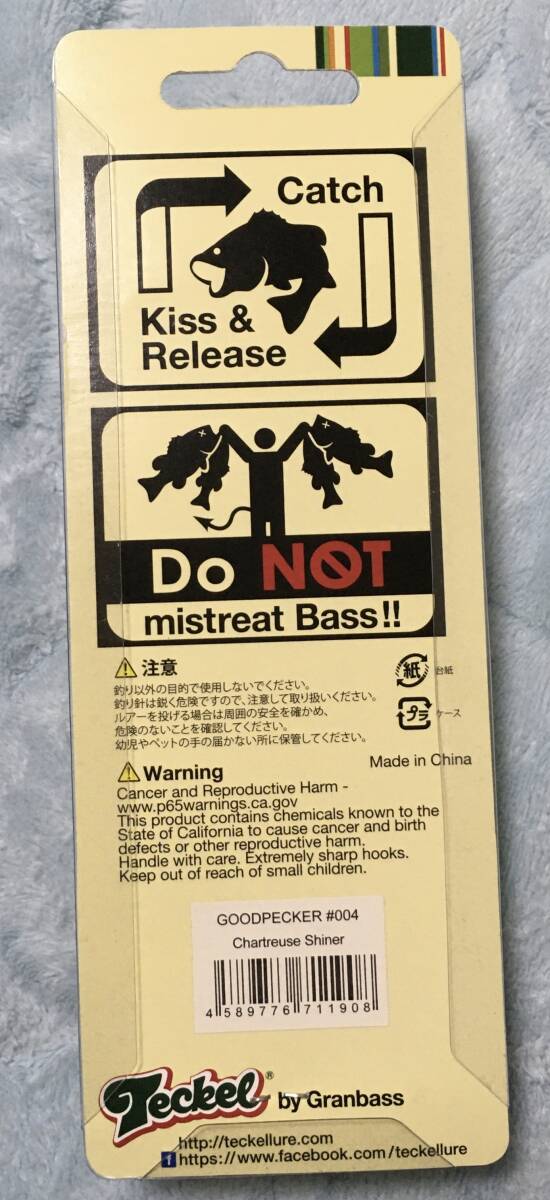 Catch
Kiss &
Release
Do NOT
mistreat Bass!!
注意
釣り以外の目的で使用しないでください。
釣り針は鋭く危険ですので、注意して取り扱いください。
ルアーを投げる場合は周囲の安全を確かめ、
危険のないことを確認してください。
幼児やペットの手の届かない所に保管してください。
紙 台紙
プラ ケース
Made in China
Warning
Cancer and Reproductive Harm -
www.p65warnings.ca.gov
This product contains chemicals known to the
State of California to cause cancer and birth
defects or other reproductive harm.
Handle with care. Extremely sharp hooks.
Keep out of reach of small children.
GOODPECKER #004
Chartreuse Shiner
4 589776 711908
Teckel® by Granbass
http://teckellure.com
f https://www.facebook.com/teckellure